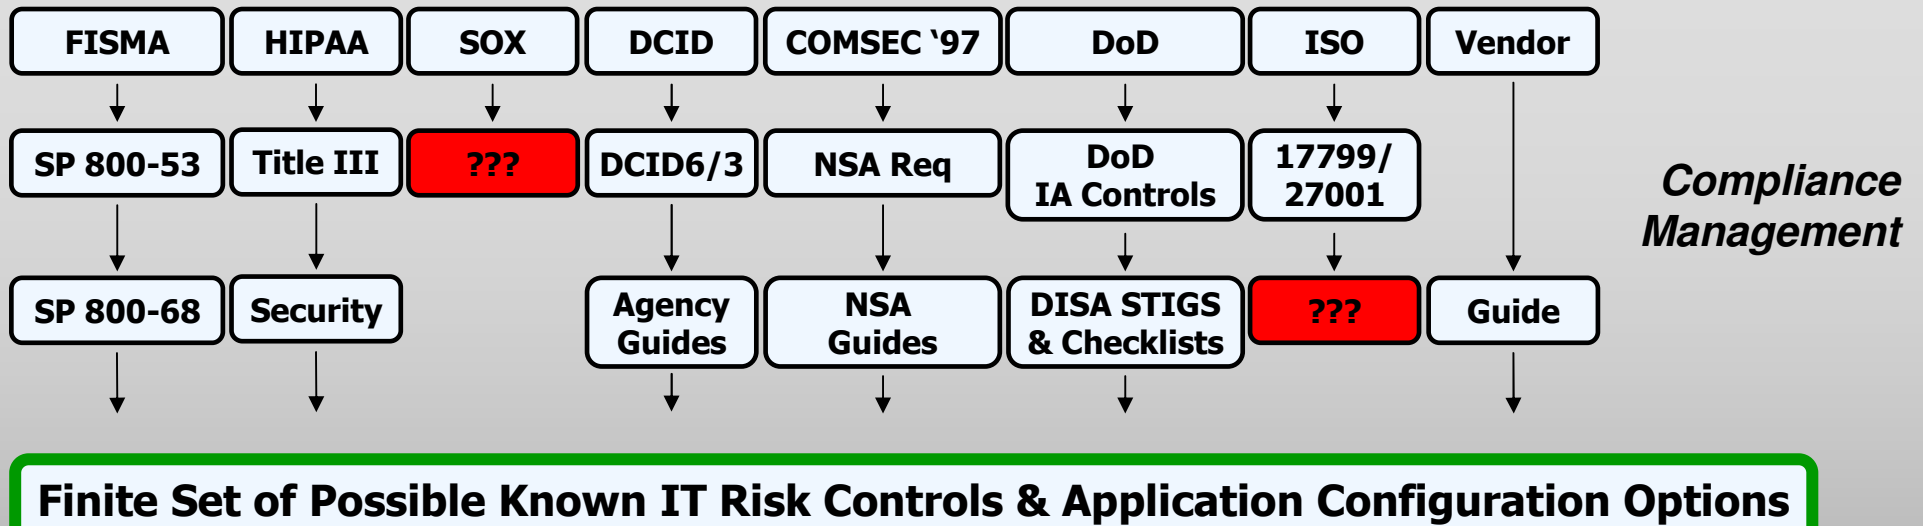 FISMA
HIPAA
SOX
DCID
COMSEC ‘97
DoD
ISO
Vendor
SP 800-53
Title III
???
DCID6/3
NSA Req
DoD
IA Controls
17799/
27001
Compliance
Management
SP 800-68
Security
Agency
Guides
NSA
Guides
DISA STIGS
& Checklists
???
Guide
Finite Set of Possible Known IT Risk Controls & Application Configuration Options